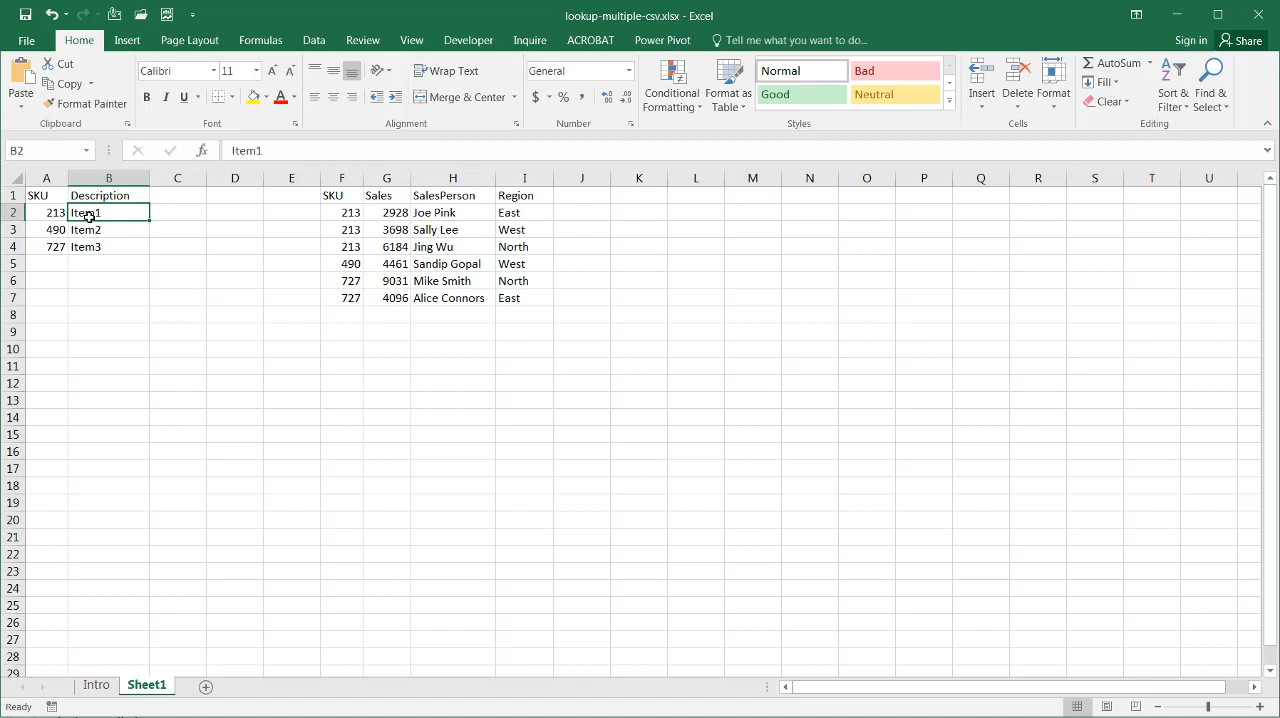 lookup-multiple-csv.xlsx - Excel
File Home Insert Page Layout Formulas Data Review View Developer Inquire ACROBAT Power Pivot Tell me what you want to do... Sign in Share
Paste
Cut
Copy
Format Painter
Clipboard
Calibri 11
B I U
Font
Wrap Text
Merge & Center
Alignment
General
$ % ,
Number
Conditional Formatting
Format as Table
Normal Bad
Good Neutral
Styles
Insert Delete Format
Cells
AutoSum
Fill
Clear
Sort & Filter
Find & Select
Editing
B2 fx Item1
A B C D E F G H I J K L M N O P Q R S T U
1 SKU Description SKU Sales SalesPerson Region
2 213 Item1 213 2928 Joe Pink East
3 490 Item2 213 3698 Sally Lee West
4 727 Item3 213 6184 Jing Wu North
5 490 4461 Sandip Gopal West
6 727 9031 Mike Smith North
7 727 4096 Alice Connors East
8
9
10
11
12
13
14
15
16
17
18
19
20
21
22
23
24
25
26
27
28
29
Intro Sheet1
Ready